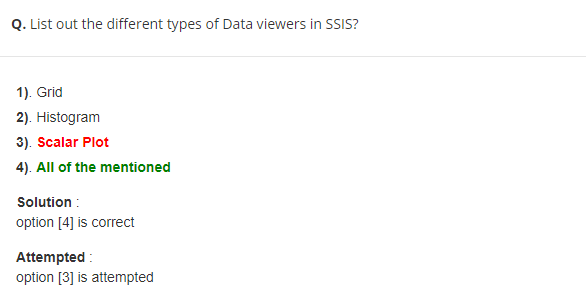 Q. List out the different types of Data viewers in SSIS?
1). Grid
2). Histogram
3). Scalar Plot
4). All of the mentioned
Solution :
option [4] is correct
Attempted :
option [3] is attempted